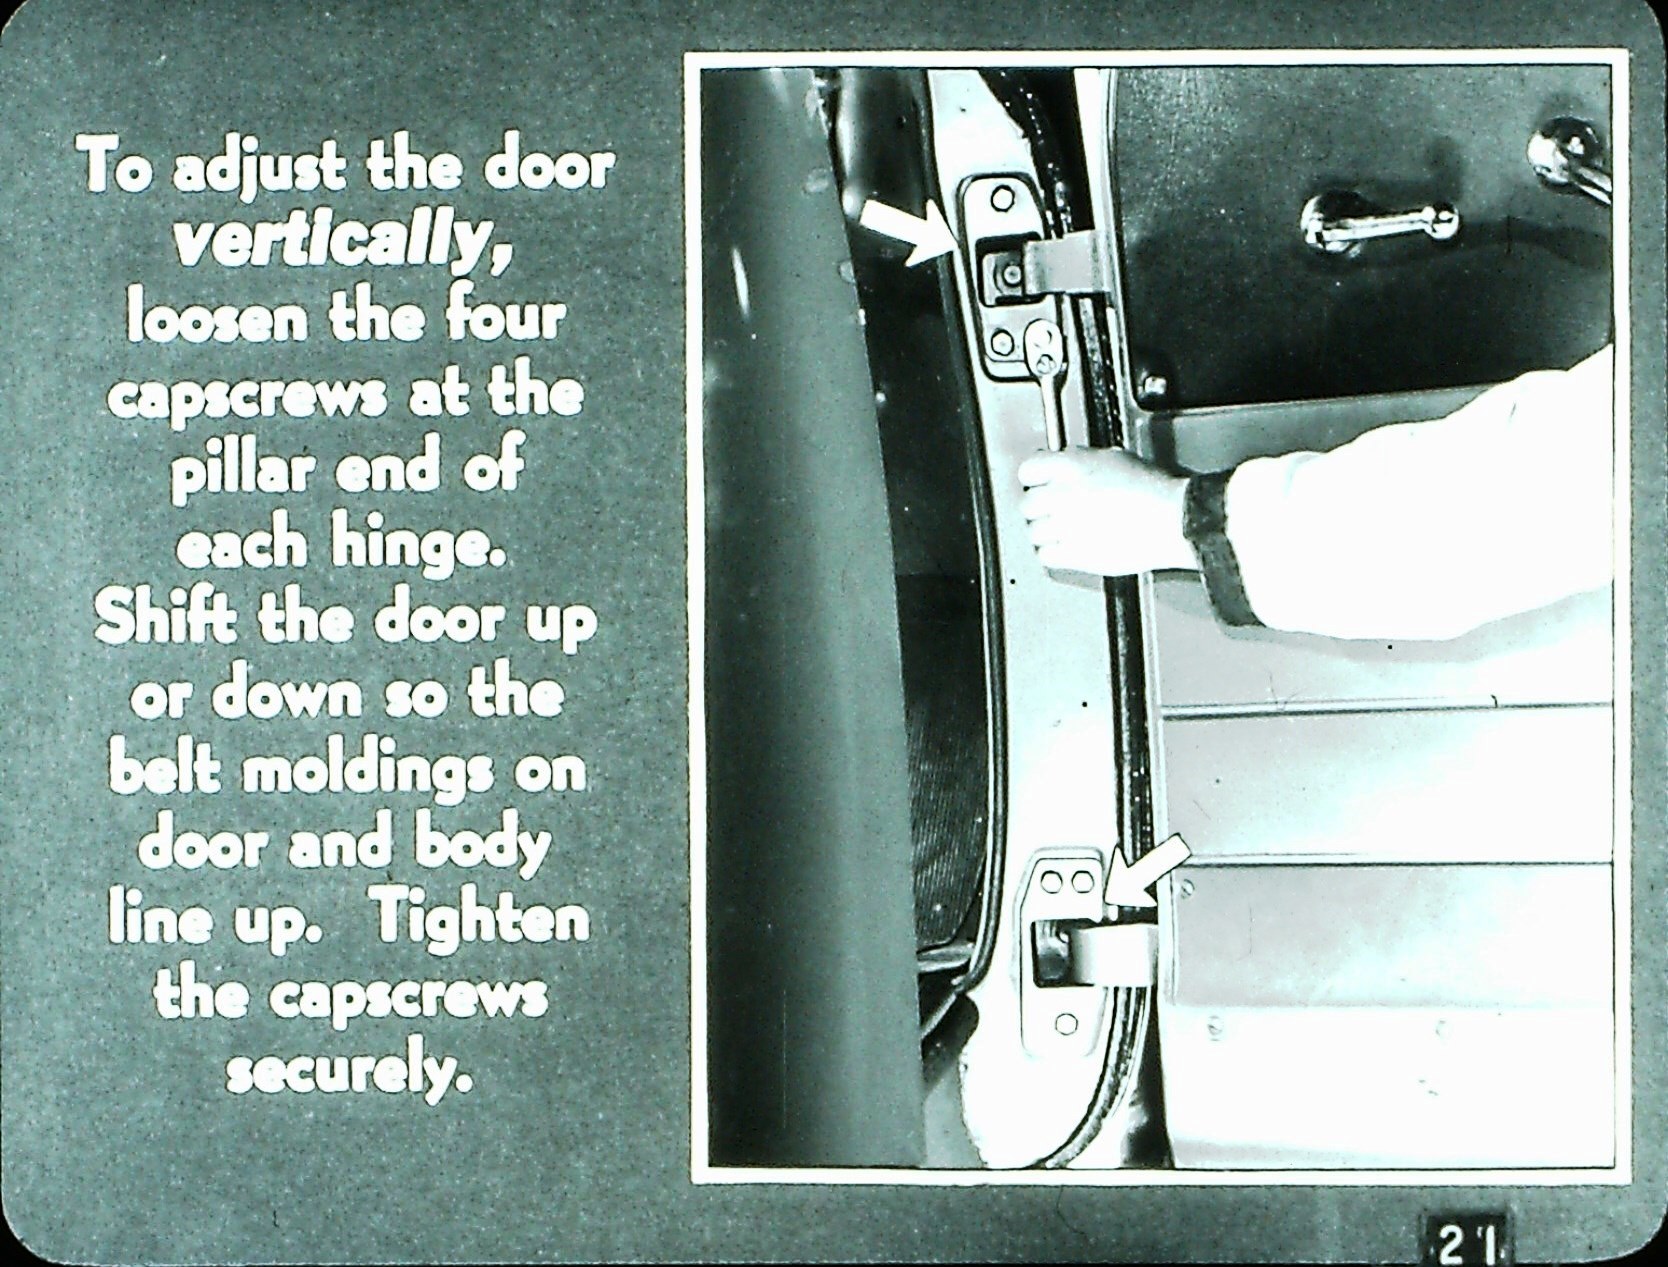 To adjust the door
vertically,
loosen the four
capscrews at the
pillar end of
each hinge.
Shift the door up
or down so the
belt moldings on
door and body
line up. Tighten
the capscrews
securely.
21